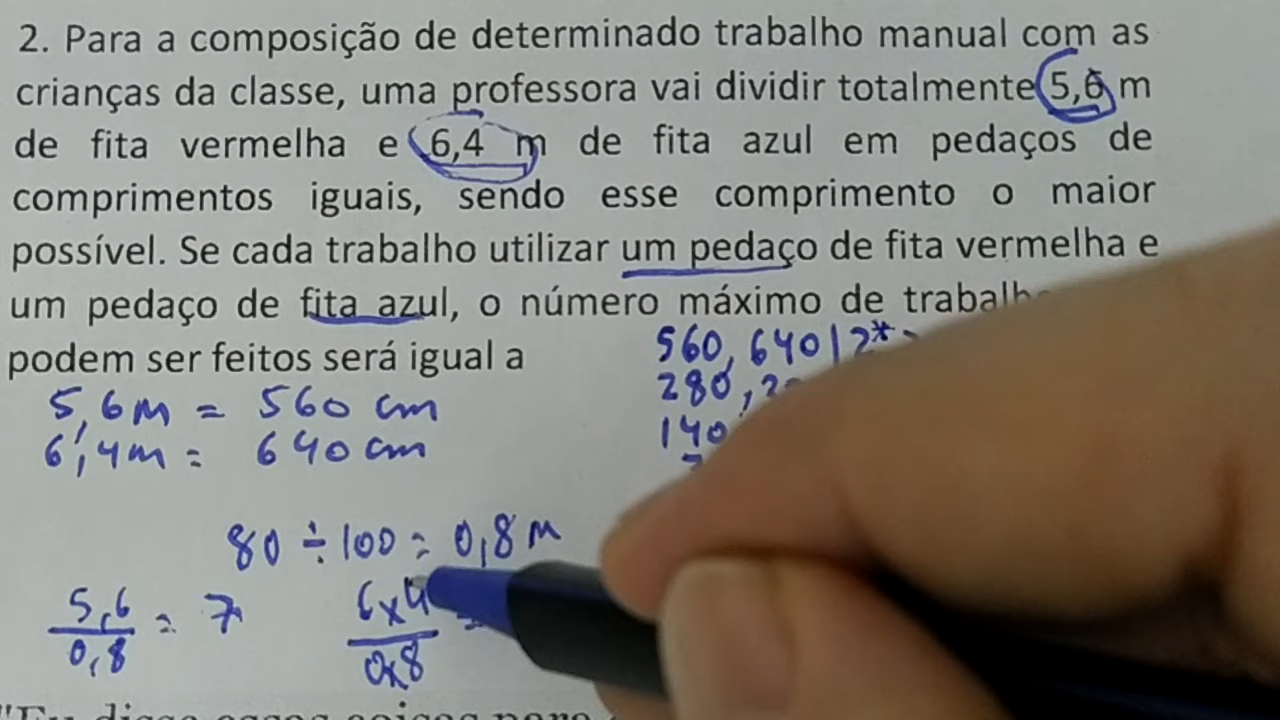 2. Para a composição de determinado trabalho manual com as
crianças da classe, uma professora vai dividir totalmente 5,6 m
de fita vermelha e 6,4 m de fita azul em pedaços de
comprimentos iguais, sendo esse comprimento o maior
possível. Se cada trabalho utilizar um pedaço de fita vermelha e
um pedaço de fita azul, o número máximo de
podem ser feitos será igual a
560, 640 | 2*
5,6m = 560 cm
280,
6,4m = 640 cm
140
80 ÷ 100 = 0,8 m
5,6/0,8 = 7
6,4/0,8 =